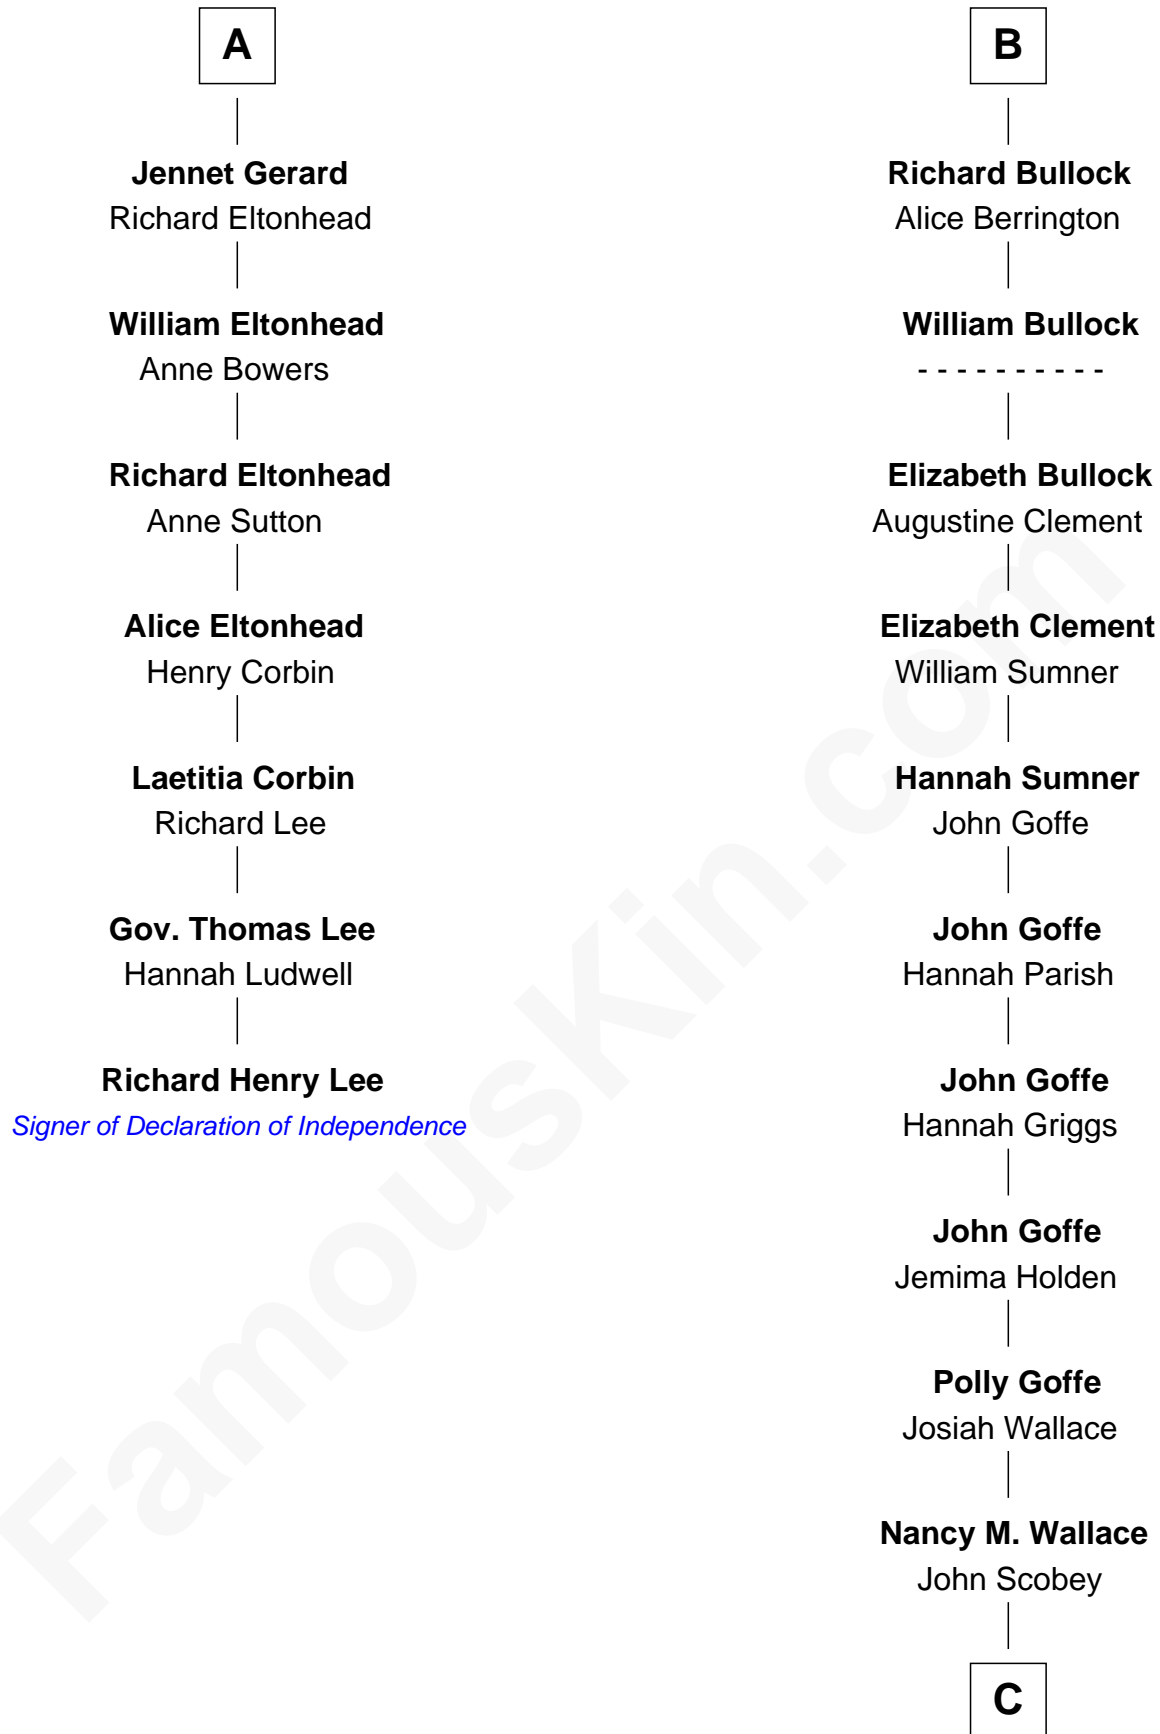 A
Jennet Gerard
Richard Eltonhead
William Eltonhead
Anne Bowers
Richard Eltonhead
Anne Sutton
Alice Eltonhead
Henry Corbin
Laetitia Corbin
Richard Lee
Gov. Thomas Lee
Hannah Ludwell
Richard Henry Lee
Signer of Declaration of Independence
B
Richard Bullock
Alice Berrington
William Bullock
- - - - - - - - - -
Elizabeth Bullock
Augustine Clement
Elizabeth Clement
William Sumner
Hannah Sumner
John Goffe
John Goffe
Hannah Parish
John Goffe
Hannah Griggs
John Goffe
Jemima Holden
Polly Goffe
Josiah Wallace
Nancy M. Wallace
John Scobey
C
FamousKin.com